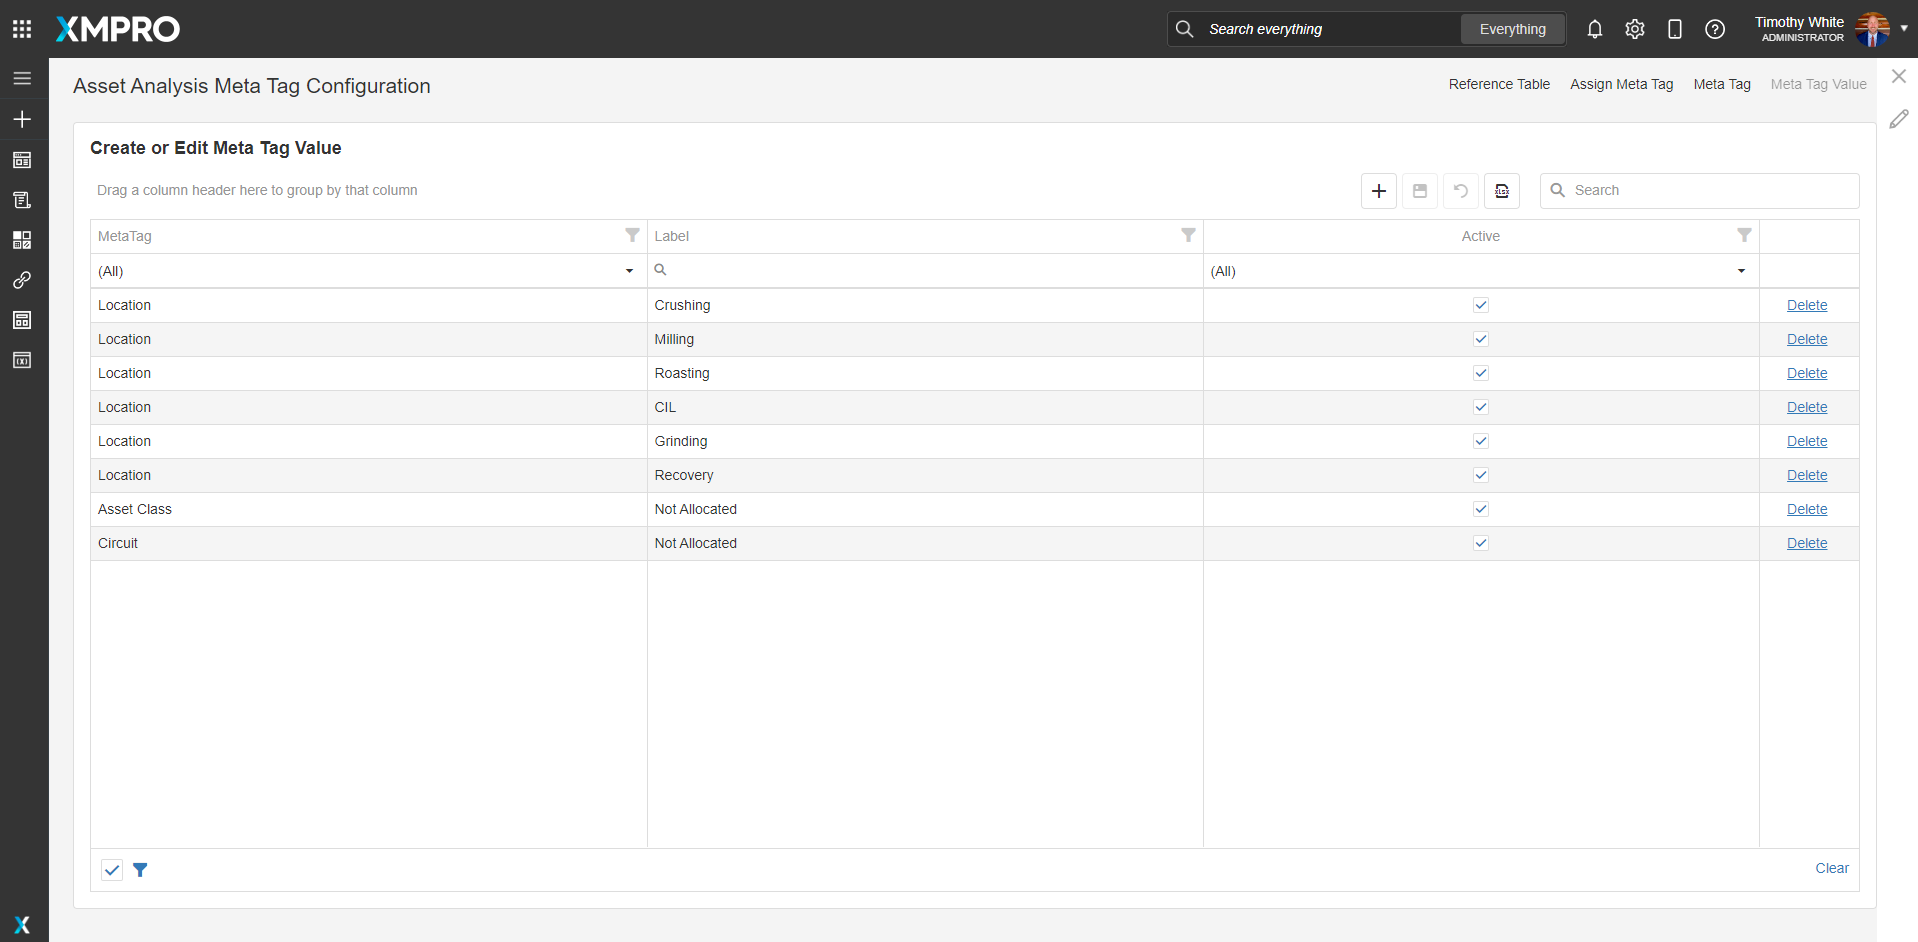 XMPRO
Search everything
Everything
Timothy White
ADMINISTRATOR
Asset Analysis Meta Tag Configuration
Reference Table
Assign Meta Tag
Meta Tag
Meta Tag Value
Create or Edit Meta Tag Value
Drag a column header here to group by that column
xlsx
Search
MetaTag Label Active
(All) (All)
Location Crushing Delete
Location Milling Delete
Location Roasting Delete
Location CIL Delete
Location Grinding Delete
Location Recovery Delete
Asset Class Not Allocated Delete
Circuit Not Allocated Delete
Clear